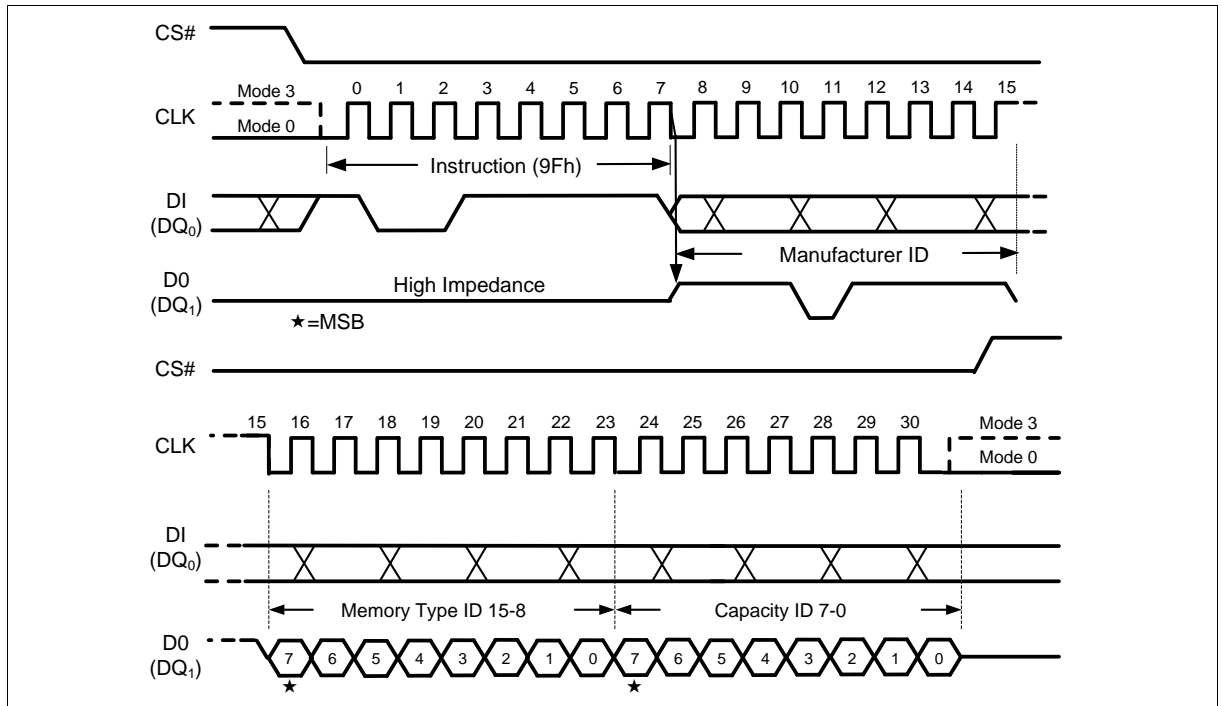 CS#
Mode 3
0 1 2 3 4 5 6 7 8 9 10 11 12 13 14 15
CLK
Mode 0
Instruction (9Fh)
DI
(DQ0)
Manufacturer ID
D0
(DQ1)
High Impedance
★=MSB
CS#
15 16 17 18 19 20 21 22 23 24 25 26 27 28 29 30
Mode 3
CLK
Mode 0
DI
(DQ0)
Memory Type ID 15-8
Capacity ID 7-0
D0
(DQ1)
7 6 5 4 3 2 1 0 7 6 5 4 3 2 1 0
★ ★